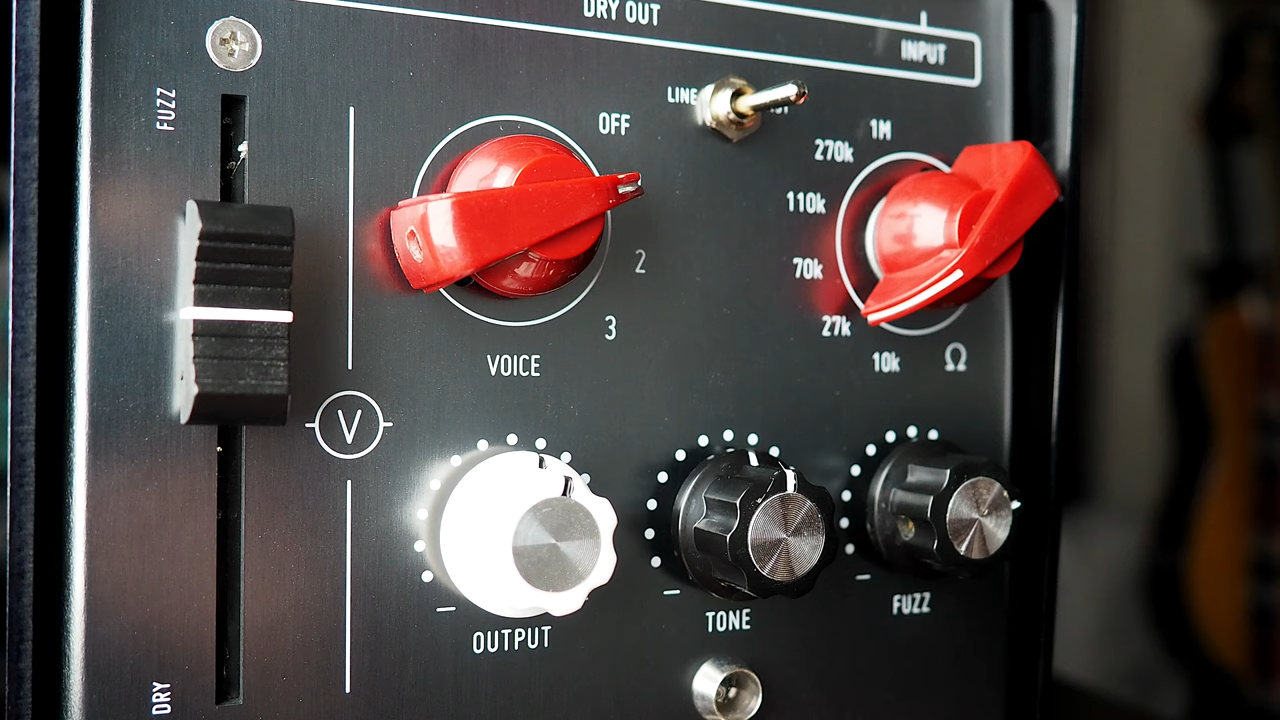 DRY OUT
INPUT
LINE
FUZZ
OFF
2
3
VOICE
1M
270k
110k
70k
27k
10k
Ω
V
OUTPUT
TONE
FUZZ
DRY